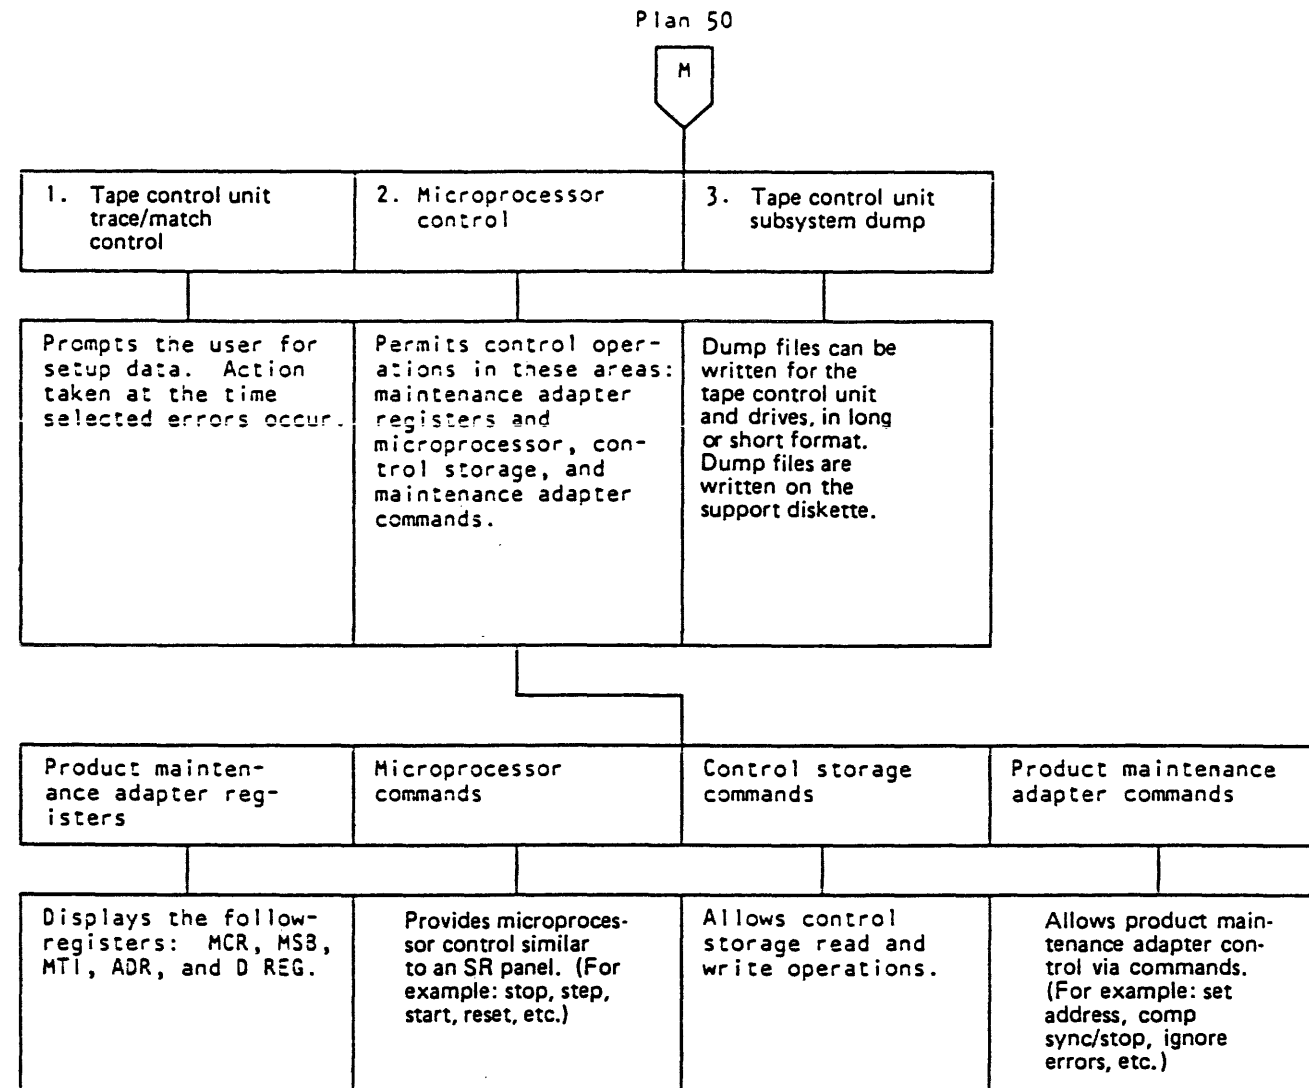 Plan 50
M
1. Tape control unit
trace/match
control
2. Microprocessor
control
3. Tape control unit
subsystem dump
Prompts the user for
setup data. Action
taken at the time
selected errors occur.
Permits control oper-
ations in these areas:
maintenance adapter
registers and
microprocessor, con-
trol storage, and
maintenance adapter
commands.
Dump files can be
written for the
tape control unit
and drives, in long
or short format.
Dump files are
written on the
support diskette.
Product mainten-
ance adapter reg-
isters
Microprocessor
commands
Control storage
commands
Product maintenance
adapter commands
Displays the follow-
registers: MCR, MSB,
MTI, ADR, and D REG.
Provides microproces-
sor control similar
to an SR panel. (For
example: stop, step,
start, reset, etc.)
Allows control
storage read and
write operations.
Allows product main-
tenance adapter con-
trol via commands.
(For example: set
address, comp
sync/stop, ignore
errors, etc.)